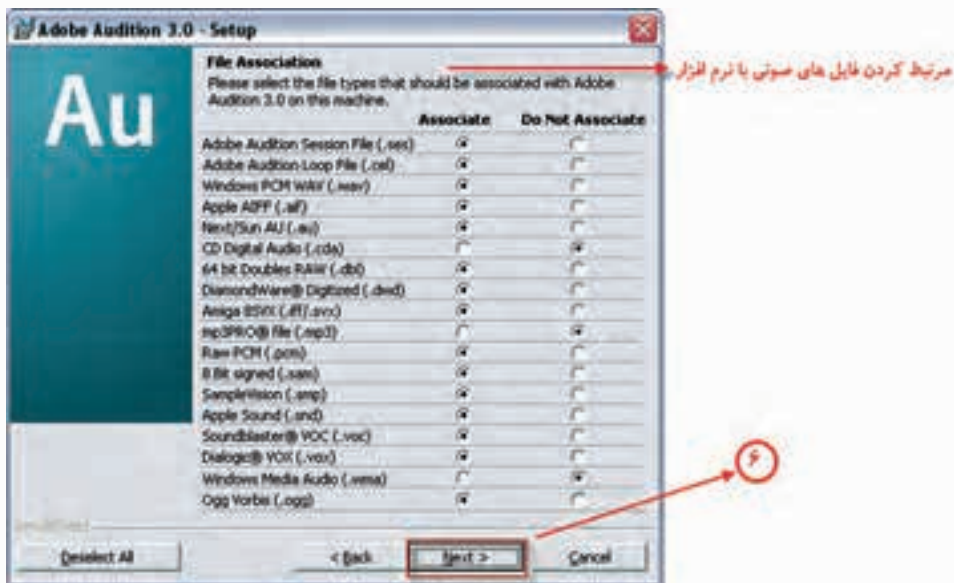 Adobe Audition 3.0 - Setup
Au
File Association
Please select the file types that should be associated with Adobe
Audition 3.0 on this machine.
Associate Do Not Associate
Adobe Audition Session File (.ses)
Adobe Audition Loop File (.cel)
Windows PCM WAV (.wav)
Apple AIFF (.aif)
Next/Sun AU (.au)
CD Digital Audio (.cda)
64 bit Doubles RAW (.dbl)
DiamondWare® Digitized (.dwd)
Amiga 8SVX (.iff/.svx)
mp3PRO® file (.mp3)
Raw PCM (.pcm)
8 Bit signed (.sam)
SampleVision (.smp)
Apple Sound (.snd)
Soundblaster® VOC (.voc)
Dialogic® VOX (.vox)
Windows Media Audio (.wma)
Ogg Vorbis (.ogg)
Deselect All
< Back
Next >
Cancel
مرتبط کردن فایل های صوتی با نرم افزار
۶